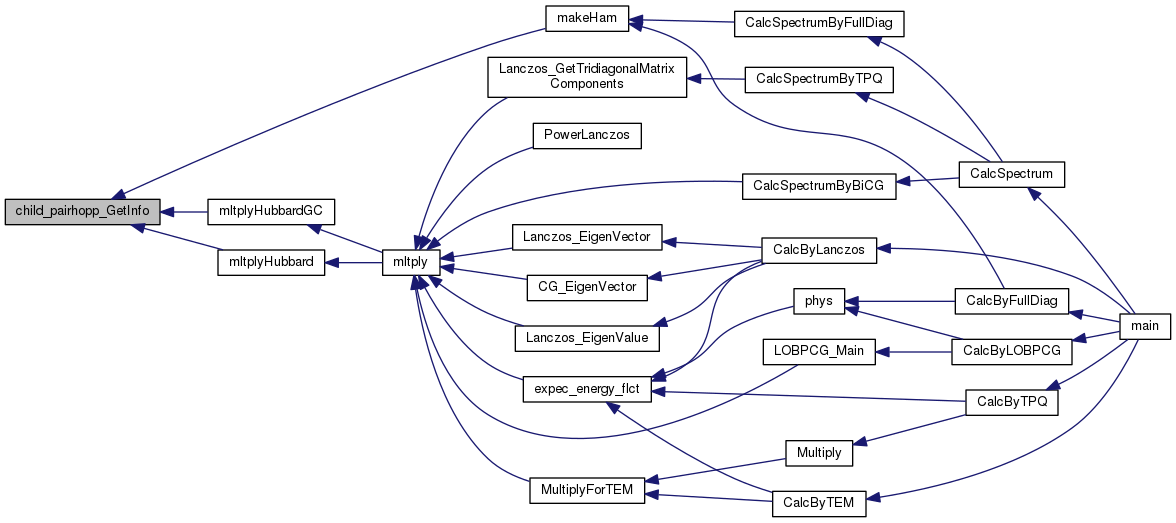 child_pairhopp_GetInfo
makeHam
mltplyHubbardGC
mltplyHubbard
mltply
Lanczos_GetTridiagonalMatrix
Components
PowerLanczos
CalcSpectrumByBiCG
Lanczos_EigenVector
CG_EigenVector
Lanczos_EigenValue
expec_energy_flct
MultiplyForTEM
CalcSpectrumByFullDiag
CalcSpectrumByTPQ
CalcByLanczos
phys
LOBPCG_Main
Multiply
CalcByTEM
CalcSpectrum
CalcByFullDiag
CalcByLOBPCG
CalcByTPQ
main